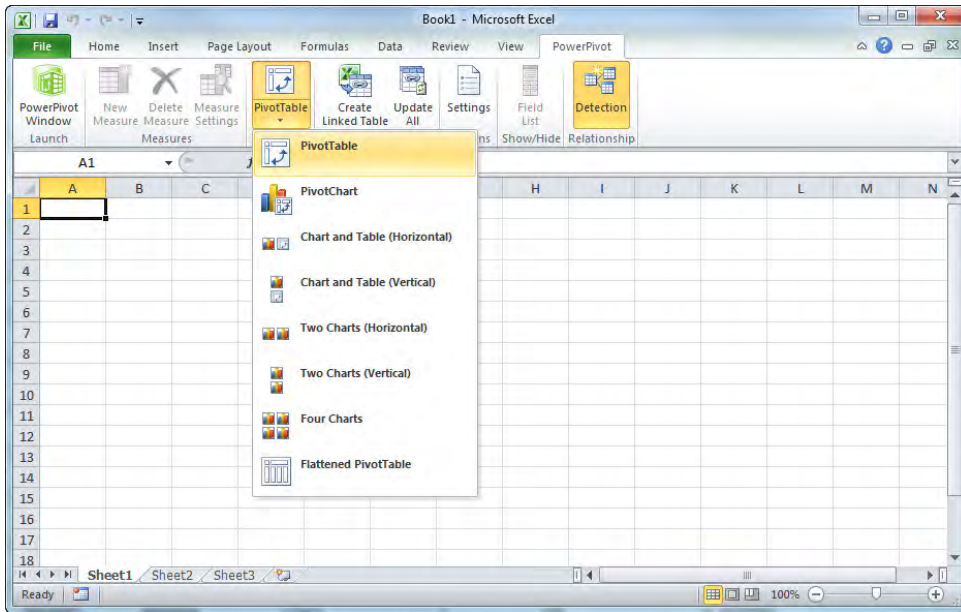 Book1 - Microsoft Excel
File Home Insert Page Layout Formulas Data Review View PowerPivot
PowerPivot Window
New Measure
Delete Measure
Measure Settings
PivotTable
Create Linked Table
Update All
Settings
Field List
Detection
Launch Measures ns Show/Hide Relationship
A1
PivotTable
PivotChart
Chart and Table (Horizontal)
Chart and Table (Vertical)
Two Charts (Horizontal)
Two Charts (Vertical)
Four Charts
Flattened PivotTable
A B C H I J K L M N
1
2
3
4
5
6
7
8
9
10
11
12
13
14
15
16
17
18
Sheet1 Sheet2 Sheet3
Ready 100%